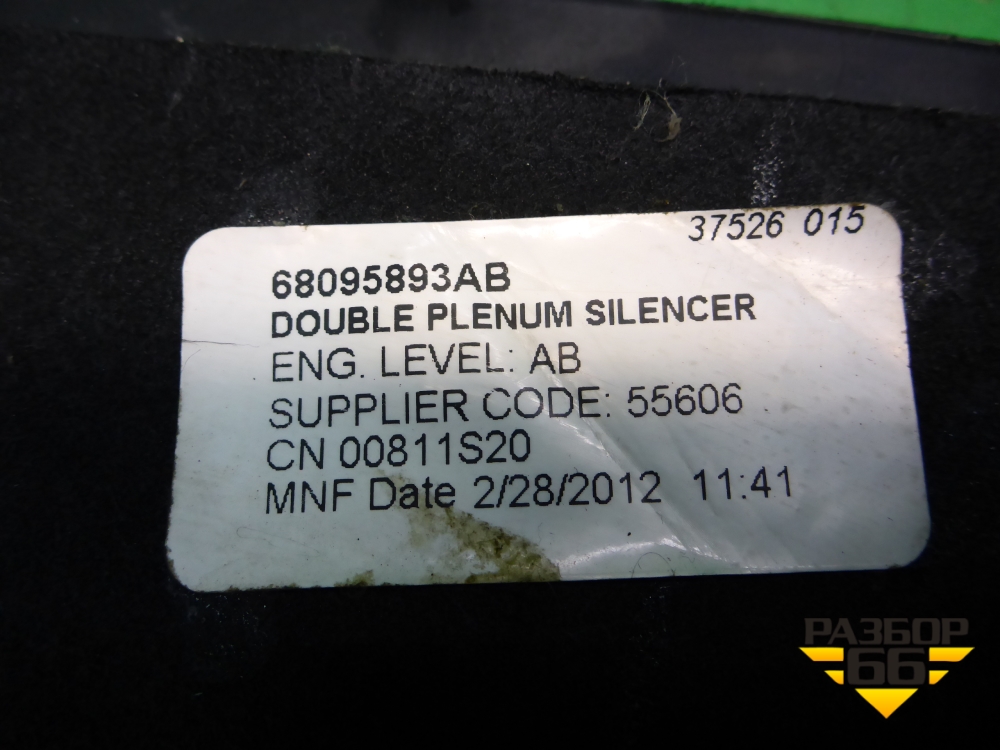 37526 015
68095893AB
DOUBLE PLENUM SILENCER
ENG. LEVEL: AB
SUPPLIER CODE: 55606
CN 00811S20
MNF Date 2/28/2012 11:41
РАЗБОР
66